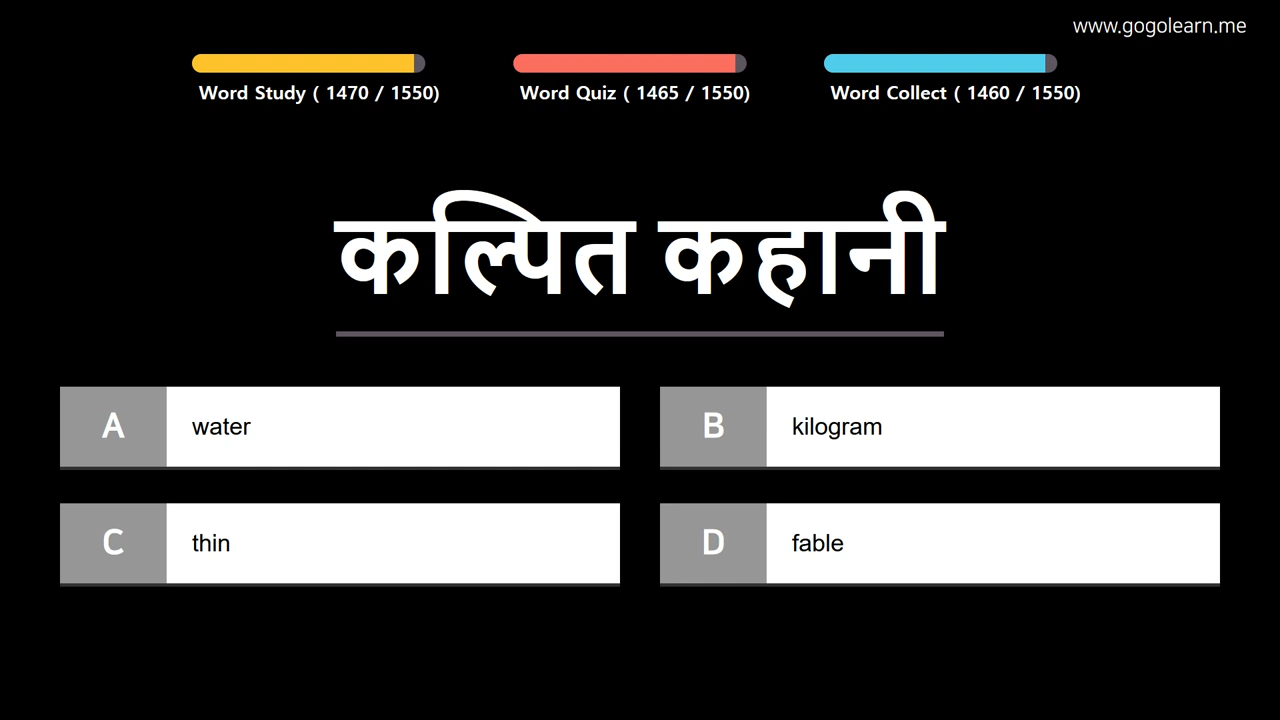 www.gogolearn.me
Word Study ( 1470 / 1550)
Word Quiz ( 1465 / 1550)
Word Collect ( 1460 / 1550)
कल्पित कहानी
A water
B kilogram
C thin
D fable